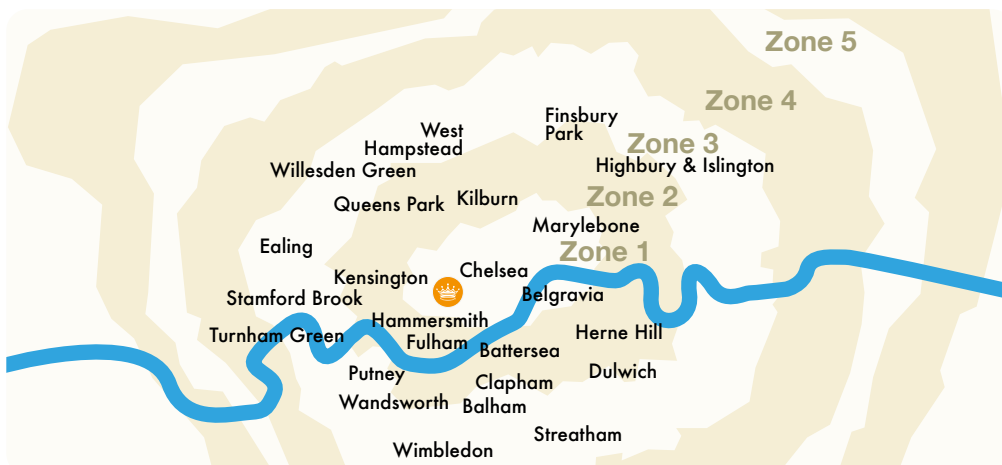 Zone 5
Zone 4
Finsbury
Park
West
Hampstead
Zone 3
Highbury & Islington
Willesden Green
Kilburn
Zone 2
Queens Park
Marylebone
Ealing
Zone 1
Chelsea
Kensington
Belgravia
Stamford Brook
Hammersmith
Turnham Green
Herne Hill
Fulham
Battersea
Putney
Dulwich
Clapham
Wandsworth
Balham
Streatham
Wimbledon